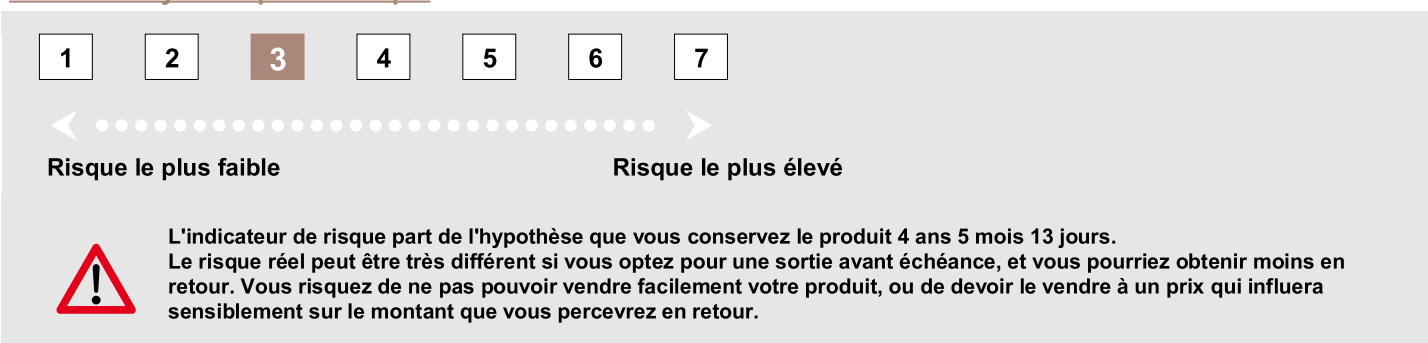 1 2 3 4 5 6 7
Risque le plus faible Risque le plus élevé
L'indicateur de risque part de l'hypothèse que vous conservez le produit 4 ans 5 mois 13 jours.
Le risque réel peut être très différent si vous optez pour une sortie avant échéance, et vous pourriez obtenir moins en
retour. Vous risquez de ne pas pouvoir vendre facilement votre produit, ou de devoir le vendre à un prix qui influera
sensiblement sur le montant que vous percevrez en retour.